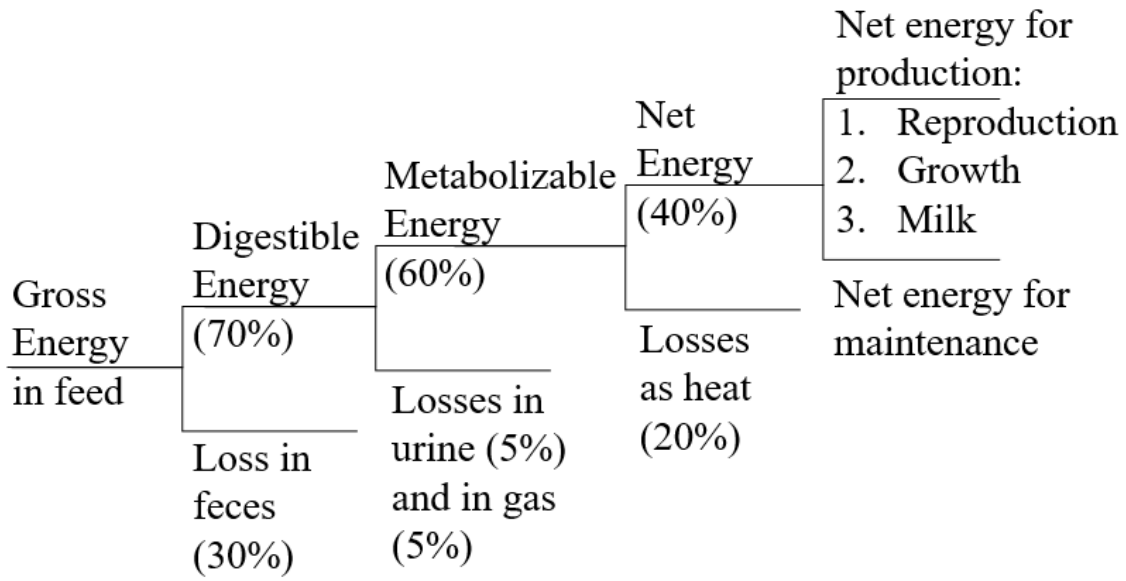 Gross
Energy
in feed
Digestible
Energy
(70%)
Loss in
feces
(30%)
Metabolizable
Energy
(60%)
Losses in
urine (5%)
and in gas
(5%)
Net
Energy
(40%)
Losses
as heat
(20%)
Net energy for
production:
1. Reproduction
2. Growth
3. Milk
Net energy for
maintenance